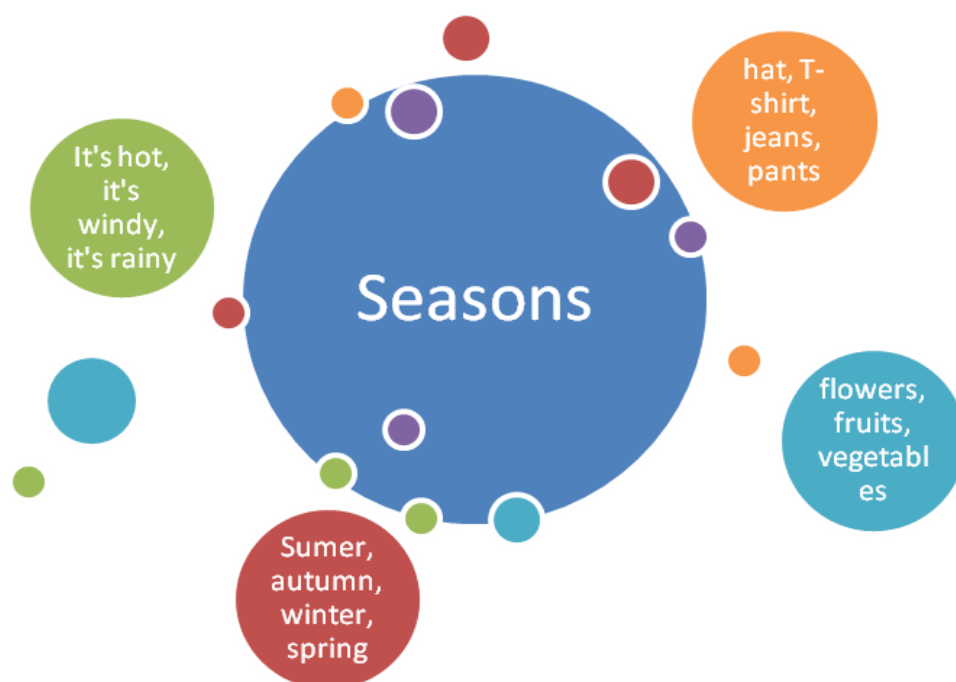 hat, T-
shirt,
jeans,
pants
It's hot,
it's
windy,
it's rainy
Seasons
flowers,
fruits,
vegetabl
es
Sumer,
autumn,
winter,
spring